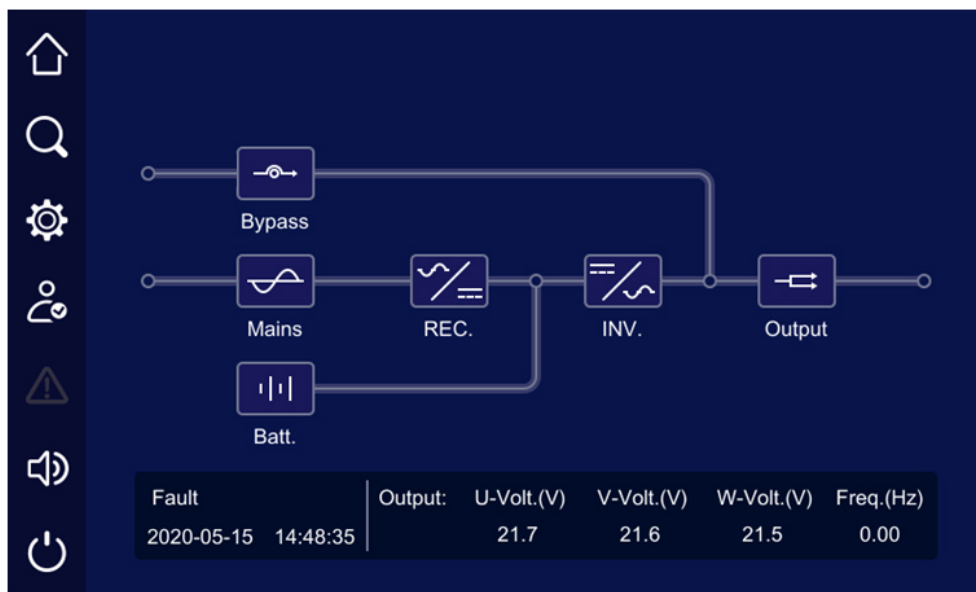 Bypass
Mains
REC.
INV.
Output
Batt.
Fault
2020-05-15 14:48:35
Output: U-Volt.(V) V-Volt.(V) W-Volt.(V) Freq.(Hz)
21.7 21.6 21.5 0.00